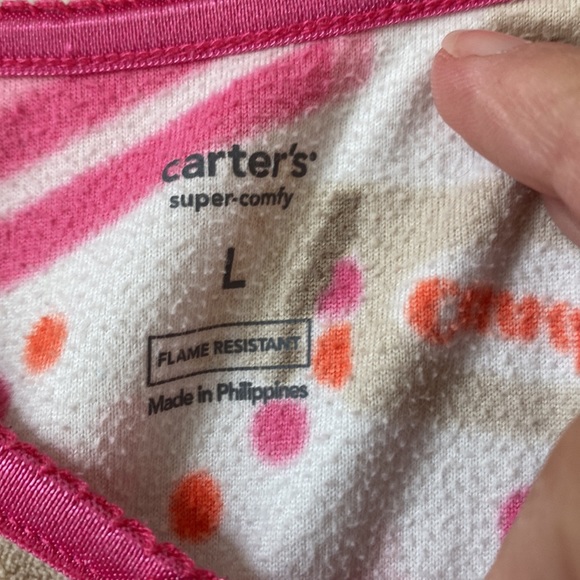 carter's
super-comfy
L
FLAME RESISTANT
Made in Philippines